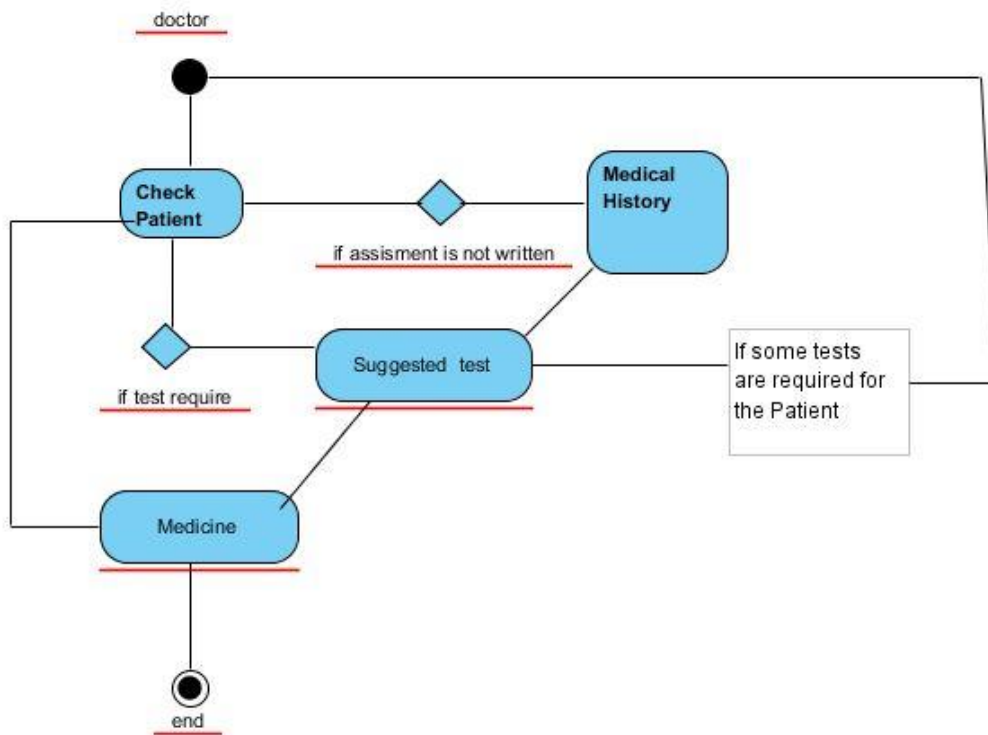 doctor
Check
Patient
Medical
History
if assisment is not written
Suggested test
If some tests
are required for
the Patient
if test require
Medicine
end